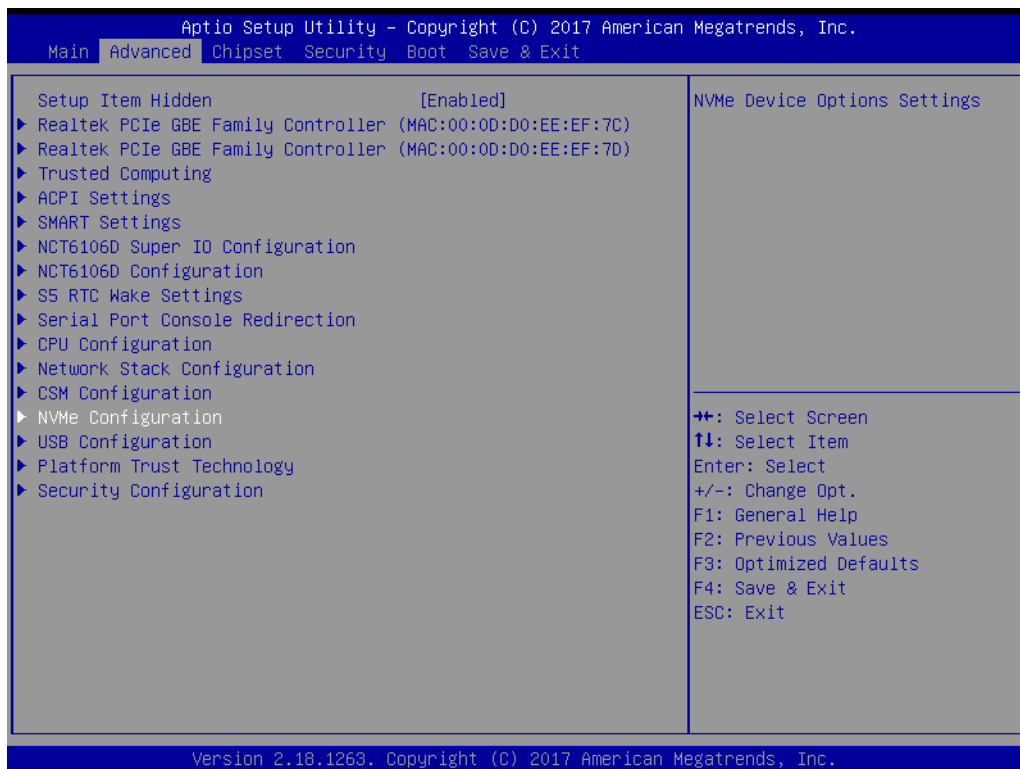 Aptio Setup Utility – Copyright (C) 2017 American Megatrends, Inc.
Main Advanced Chipset Security Boot Save & Exit
Setup Item Hidden [Enabled]
Realtek PCIe GBE Family Controller (MAC:00:0D:D0:EE:EF:7C)
Realtek PCIe GBE Family Controller (MAC:00:0D:D0:EE:EF:7D)
Trusted Computing
ACPI Settings
SMART Settings
NCT6106D Super IO Configuration
NCT6106D Configuration
S5 RTC Wake Settings
Serial Port Console Redirection
CPU Configuration
Network Stack Configuration
CSM Configuration
NVMe Configuration
USB Configuration
Platform Trust Technology
Security Configuration
NVMe Device Options Settings
→←: Select Screen
↑↓: Select Item
Enter: Select
+/-: Change Opt.
F1: General Help
F2: Previous Values
F3: Optimized Defaults
F4: Save & Exit
ESC: Exit
Version 2.18.1263. Copyright (C) 2017 American Megatrends, Inc.